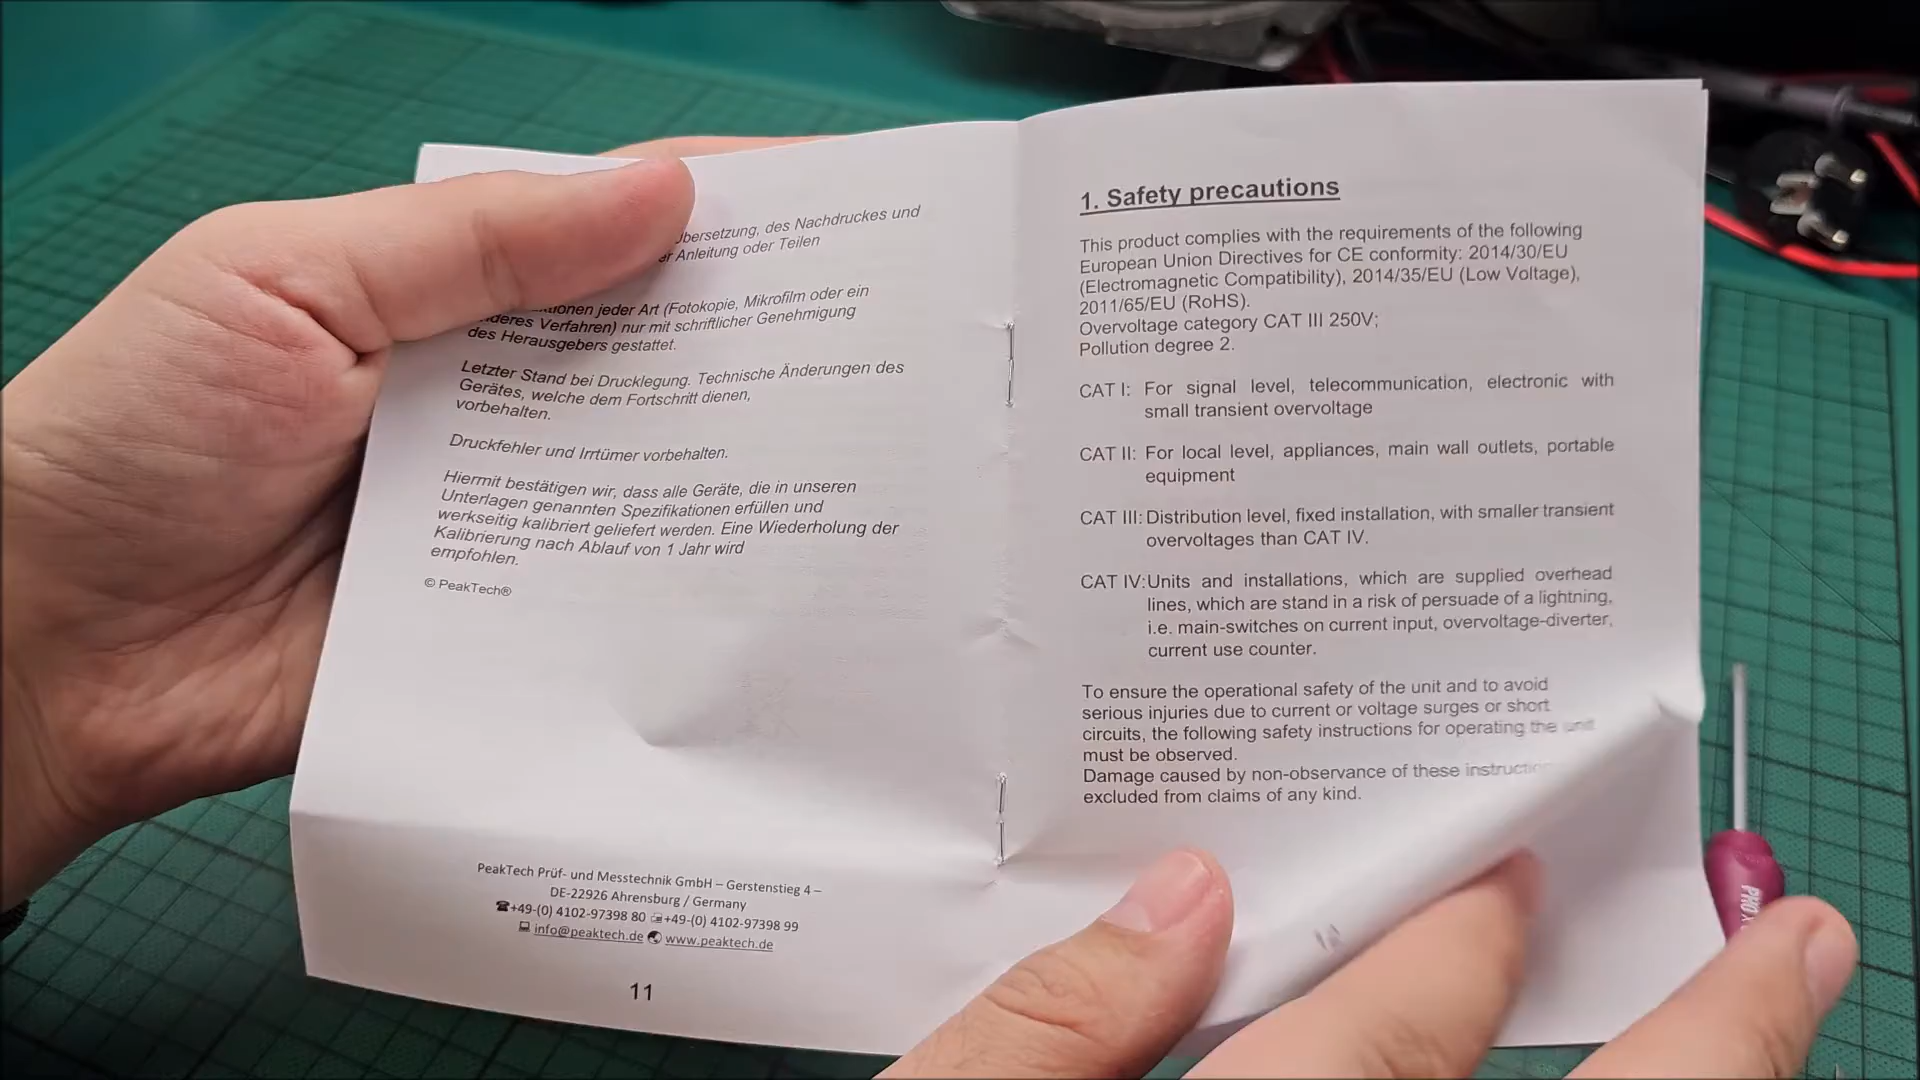 Übersetzung, des Nachdruckes und
Anleitung oder Teilen
jeder Art (Fotokopie, Mikrofilm oder ein
Verfahren) nur mit schriftlicher Genehmigung
des Herausgebers gestattet.
Letzter Stand bei Drucklegung. Technische Änderungen des
Gerätes, welche dem Fortschritt dienen,
vorbehalten.
Druckfehler und Irrtümer vorbehalten.
Hiermit bestätigen wir, dass alle Geräte, die in unseren
Unterlagen genannten Spezifikationen erfüllen und
werkseitig kalibriert geliefert werden. Eine Wiederholung der
Kalibrierung nach Ablauf von 1 Jahr wird
empfohlen.
© PeakTech®
PeakTech Prüf- und Messtechnik GmbH – Gerstenstieg 4 –
DE-22926 Ahrensburg / Germany
☎+49-(0) 4102-97398 80 +49-(0) 4102-97398 99
info@peaktech.de www.peaktech.de
11
1. Safety precautions
This product complies with the requirements of the following
European Union Directives for CE conformity: 2014/30/EU
(Electromagnetic Compatibility), 2014/35/EU (Low Voltage),
2011/65/EU (RoHS).
Overvoltage category CAT III 250V;
Pollution degree 2.
CAT I: For signal level, telecommunication, electronic with
small transient overvoltage
CAT II: For local level, appliances, main wall outlets, portable
equipment
CAT III: Distribution level, fixed installation, with smaller transient
overvoltages than CAT IV.
CAT IV: Units and installations, which are supplied overhead
lines, which are stand in a risk of persuade of a lightning,
i.e. main-switches on current input, overvoltage-diverter,
current use counter.
To ensure the operational safety of the unit and to avoid
serious injuries due to current or voltage surges or short
circuits, the following safety instructions for operating the unit
must be observed.
Damage caused by non-observance of these
excluded from claims of any kind.